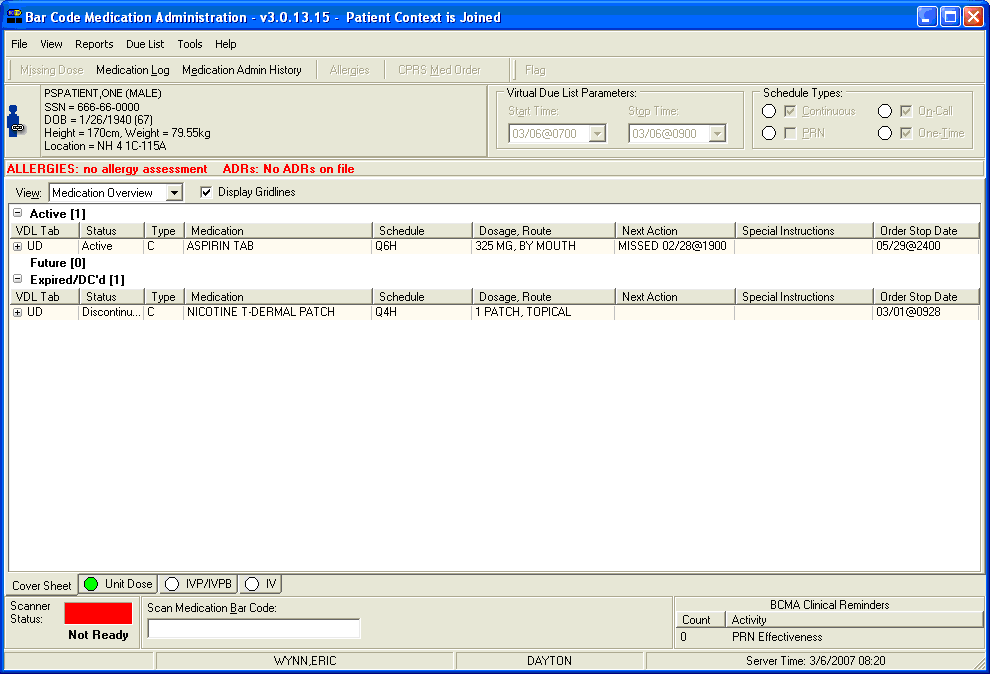 Bar Code Medication Administration - v3.0.13.15 - Patient Context is Joined
File View Reports Due List Tools Help
Missing Dose Medication Log Medication Admin History Allergies CPRS Med Order Flag
PSPATIENT,ONE (MALE)
SSN = 666-66-0000
DOB = 1/26/1940 (67)
Height = 170cm, Weight = 79.55kg
Location = NH 4 1C-115A
Virtual Due List Parameters:
Start Time: Stop Time:
03/06@0700 03/06@0900
Schedule Types:
Continuous On-Call
PRN One-Time
ALLERGIES: no allergy assessment ADRs: No ADRs on file
View: Medication Overview Display Gridlines
Active [1]
VDL Tab Status Type Medication Schedule Dosage, Route Next Action Special Instructions Order Stop Date
UD Active C ASPIRIN TAB Q6H 325 MG, BY MOUTH MISSED 02/28@1900 05/29@2400
Future [0]
Expired/DC'd [1]
VDL Tab Status Type Medication Schedule Dosage, Route Next Action Special Instructions Order Stop Date
UD Discontinu... C NICOTINE T-DERMAL PATCH Q4H 1 PATCH, TOPICAL 03/01@0928
Cover Sheet Unit Dose IVP/IVPB IV
Scanner Status:
Not Ready
Scan Medication Bar Code:
BCMA Clinical Reminders
Count Activity
0 PRN Effectiveness
WYNN,ERIC DAYTON Server Time: 3/6/2007 08:20